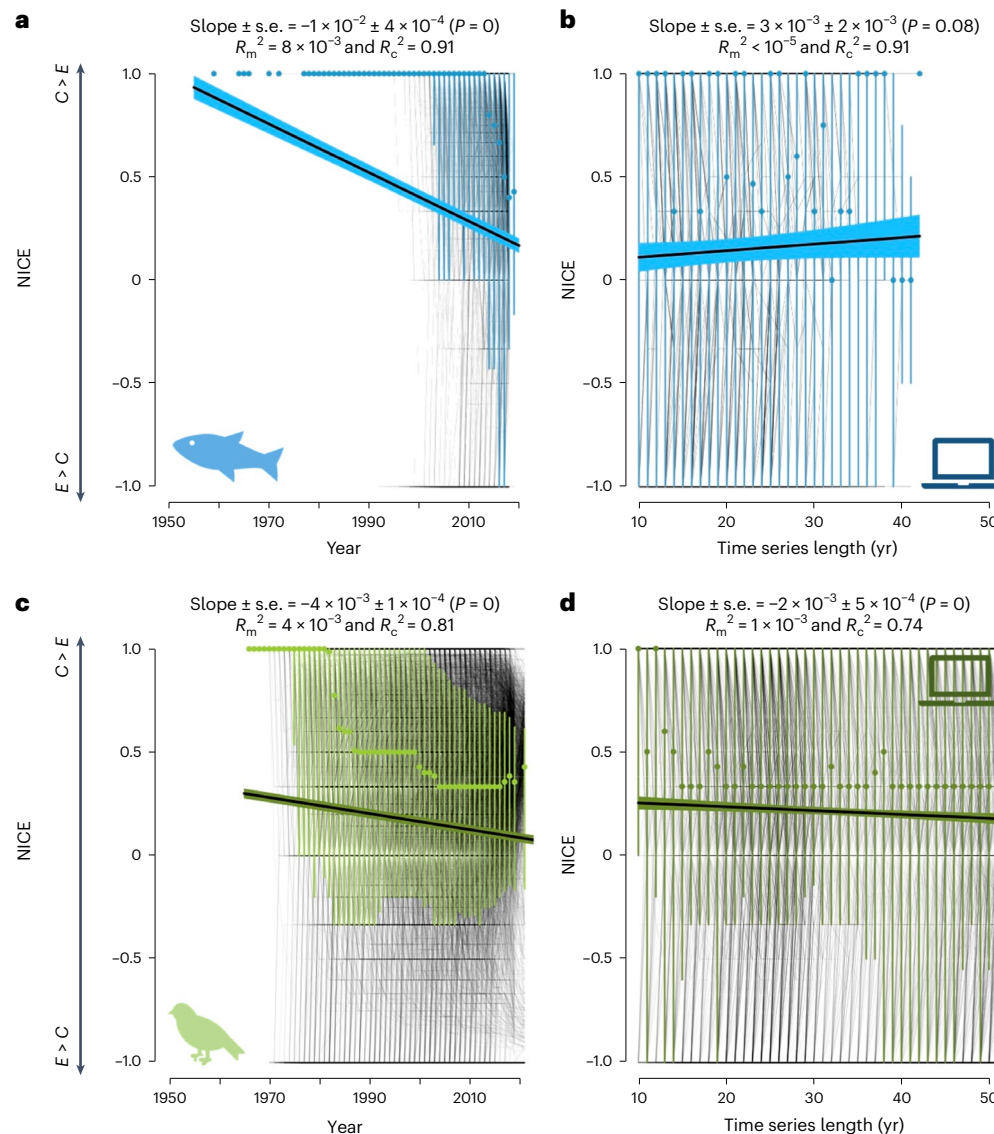 a
Slope ± s.e. = −1 × 10⁻² ± 4 × 10⁻⁴ (P = 0)
Rm² = 8 × 10⁻³ and Rc² = 0.91
C > E
NICE
E > C
1.0
0.5
0
−0.5
−1.0
1950 1970 1990 2010
Year
b
Slope ± s.e. = 3 × 10⁻³ ± 2 × 10⁻³ (P = 0.08)
Rm² < 10⁻⁵ and Rc² = 0.91
NICE
1.0
0.5
0
−0.5
−1.0
10 20 30 40 50
Time series length (yr)
c
Slope ± s.e. = −4 × 10⁻³ ± 1 × 10⁻⁴ (P = 0)
Rm² = 4 × 10⁻³ and Rc² = 0.81
C > E
NICE
E > C
1.0
0.5
0
−0.5
−1.0
1950 1970 1990 2010
Year
d
Slope ± s.e. = −2 × 10⁻³ ± 5 × 10⁻⁴ (P = 0)
Rm² = 1 × 10⁻³ and Rc² = 0.74
NICE
1.0
0.5
0
−0.5
−1.0
10 20 30 40 50
Time series length (yr)